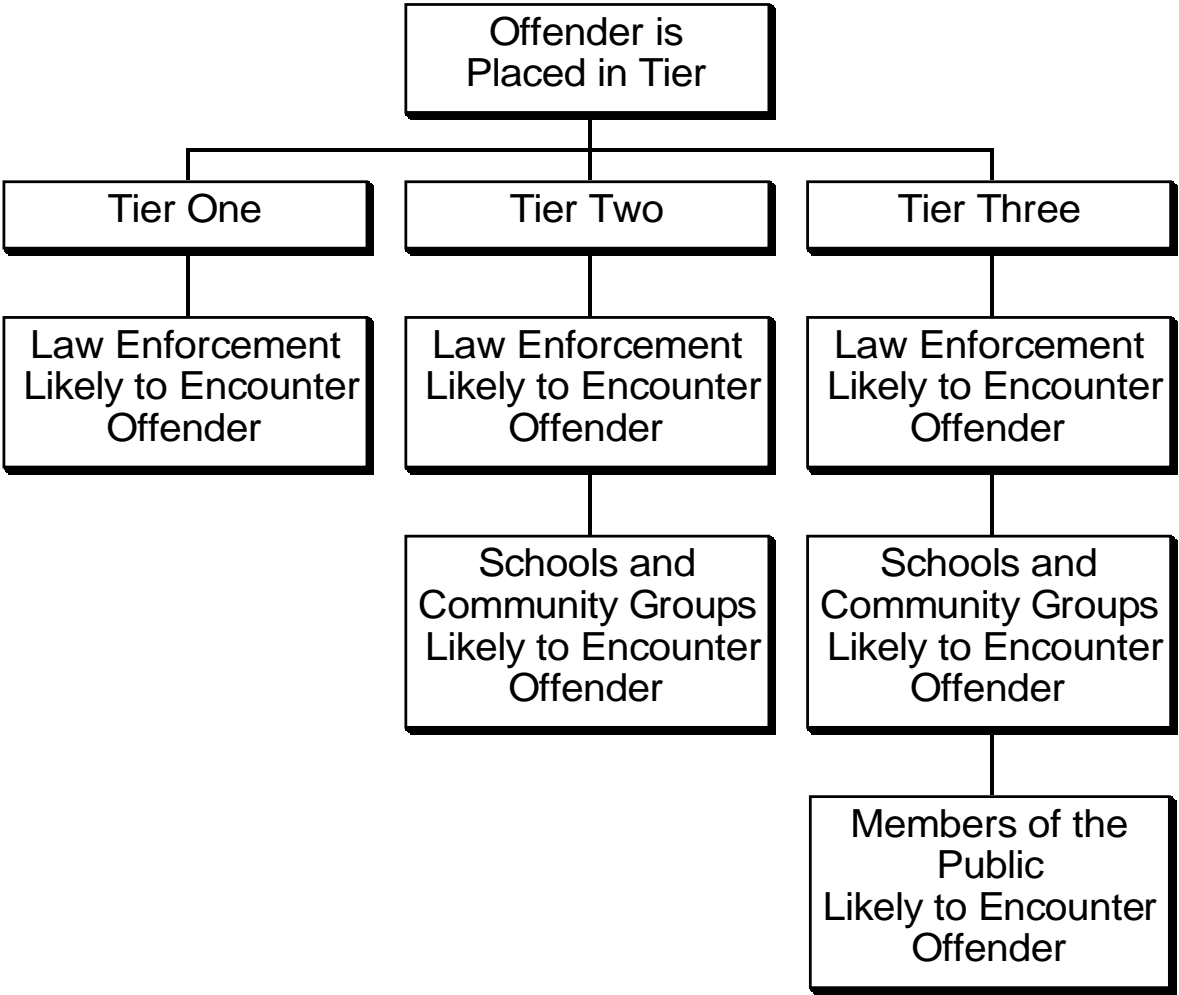 Offender is
Placed in Tier
Tier One
Tier Two
Tier Three
Law Enforcement
Likely to Encounter
Offender
Law Enforcement
Likely to Encounter
Offender
Law Enforcement
Likely to Encounter
Offender
Schools and
Community Groups
Likely to Encounter
Offender
Schools and
Community Groups
Likely to Encounter
Offender
Members of the
Public
Likely to Encounter
Offender